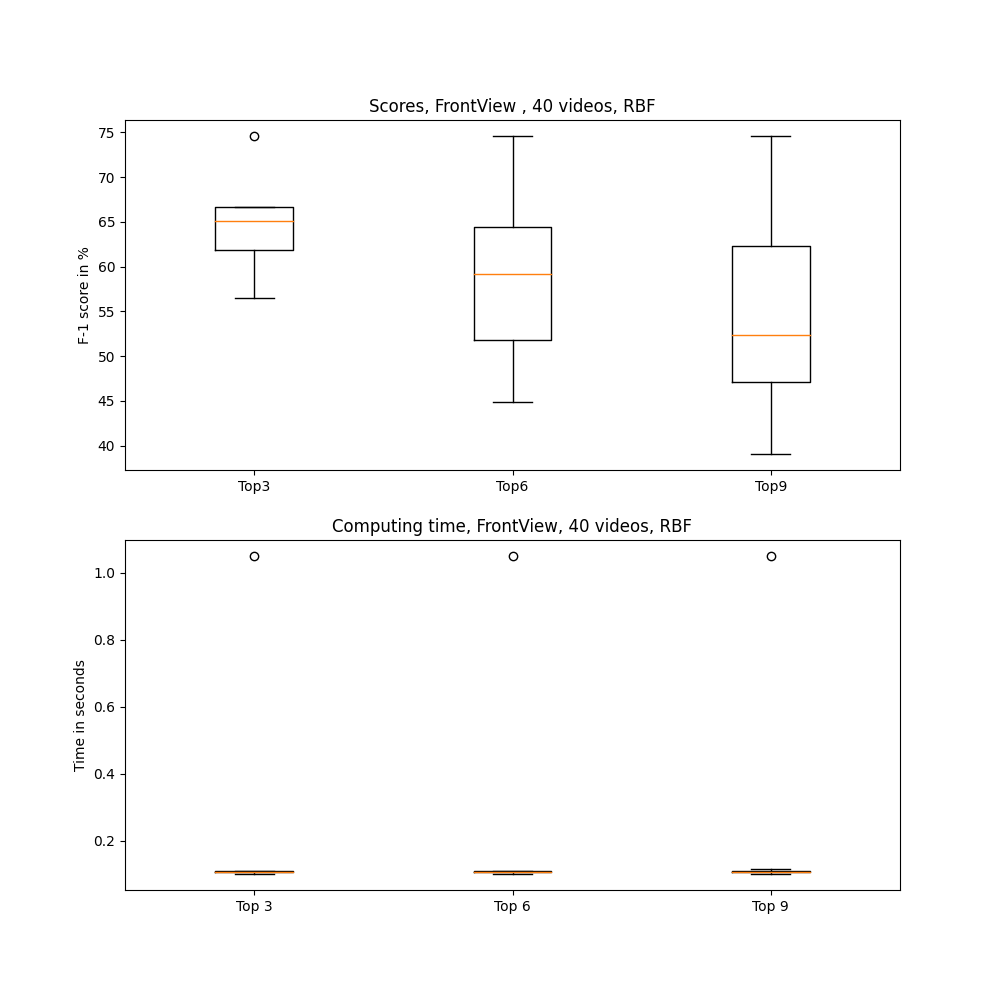 Scores, FrontView , 40 videos, RBF
F-1 score in %
75
70
65
60
55
50
45
40
Top3 Top6 Top9
Computing time, FrontView, 40 videos, RBF
Time in seconds
1.0
0.8
0.6
0.4
0.2
Top 3 Top 6 Top 9